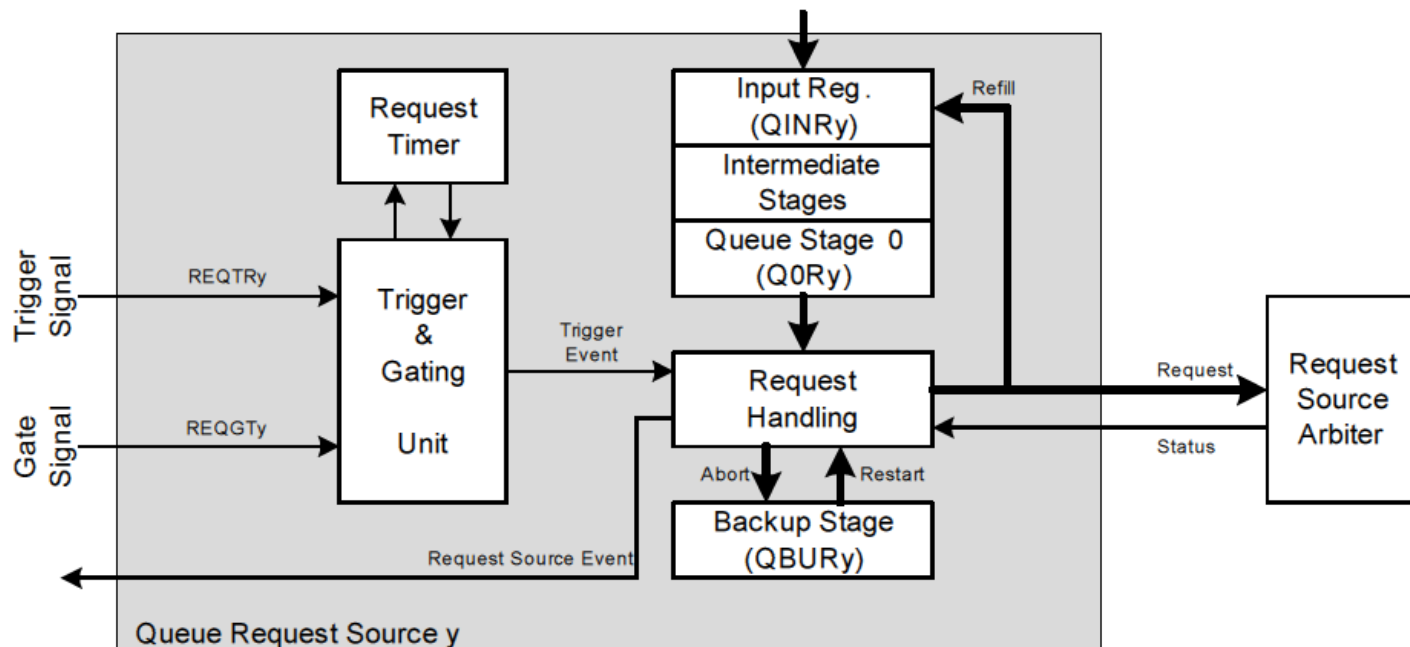 Request
Timer
Input Reg.
(QINRy)
Refill
Intermediate
Stages
Queue Stage 0
(Q0Ry)
Trigger
Signal
REQTRy
Trigger
&
Gating
Unit
Trigger
Event
Request
Handling
Request
Status
Request
Source
Arbiter
Gate
Signal
REQGTy
Abort
Restart
Backup Stage
(QBURy)
Request Source Event
Queue Request Source y